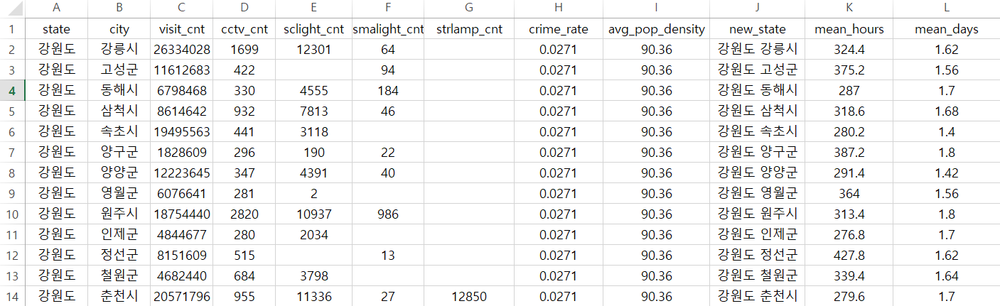 A B C D E F G H I J K L
1 state city visit_cnt cctv_cnt sclight_cnt smalight_cnt strlamp_cnt crime_rate avg_pop_density new_state mean_hours mean_days
2 강원도 강릉시 26334028 1699 12301 64 0.0271 90.36 강원도 강릉시 324.4 1.62
3 강원도 고성군 11612683 422 94 0.0271 90.36 강원도 고성군 375.2 1.56
4 강원도 동해시 6798468 330 4555 184 0.0271 90.36 강원도 동해시 287 1.7
5 강원도 삼척시 8614642 932 7813 46 0.0271 90.36 강원도 삼척시 318.6 1.68
6 강원도 속초시 19495563 441 3118 0.0271 90.36 강원도 속초시 280.2 1.4
7 강원도 양구군 1828609 296 190 22 0.0271 90.36 강원도 양구군 387.2 1.8
8 강원도 양양군 12223645 347 4391 40 0.0271 90.36 강원도 양양군 291.4 1.42
9 강원도 영월군 6076641 281 2 0.0271 90.36 강원도 영월군 364 1.56
10 강원도 원주시 18754440 2820 10937 986 0.0271 90.36 강원도 원주시 313.4 1.8
11 강원도 인제군 4844677 280 2034 0.0271 90.36 강원도 인제군 276.8 1.7
12 강원도 정선군 8151609 515 13 0.0271 90.36 강원도 정선군 427.8 1.62
13 강원도 철원군 4682440 684 3798 0.0271 90.36 강원도 철원군 339.4 1.64
14 강원도 춘천시 20571796 955 11336 27 12850 0.0271 90.36 강원도 춘천시 279.6 1.7